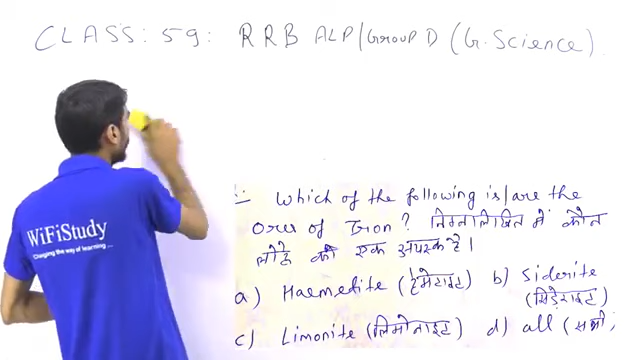 CLASS: 59: RRB ALP/Group D (G. Science)
WiFiStudy
Changing the way of learning ...
:- Which of the following is/are the
Ores of Iron? निम्नलिखित में कौन
लोहे की एक अयस्क है।
a) Haemetite (हेमेटाइट) b) Siderite
(सिडेराइट)
c) Limonite (लिमोनाइट) d) all (सभी)